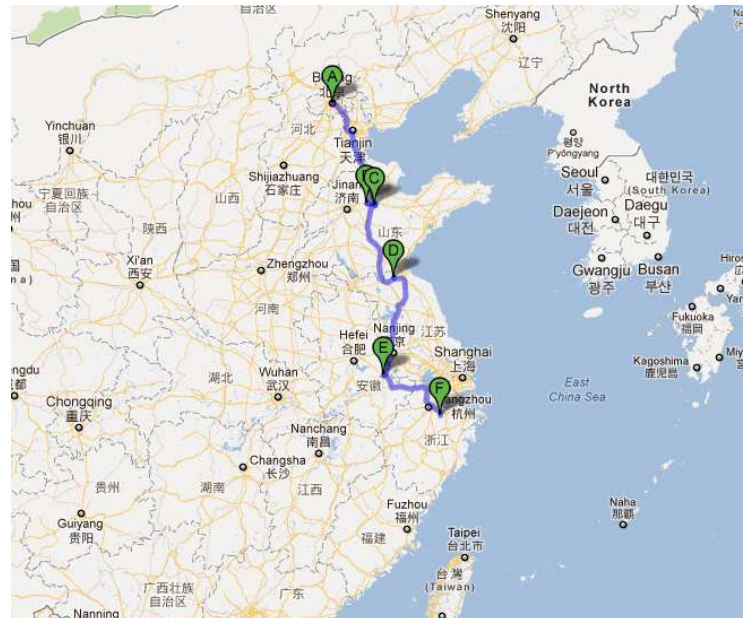 Shenyang
沈阳
自治区
辽宁
A
Beijing
北京
河北
North
Korea
Yinchuan
银川
Tianjin
天津
평양
P'yŏngyang
Shijiazhuang
石家庄
宁夏回族
自治区
山西
C
Jinan
济南
Seoul
서울
대한민국
(South Korea)
陕西
山东
Daejeon
대전
Daegu
대구
D
Xi'an
西安
Zhengzhou
郑州
Gwangju
광주
Busan
부산
河南
Fukuoka
福岡
Hefei
合肥
Nanjing
江苏
E
Shanghai
上海
安徽
Kagoshima
鹿児島
湖北
Wuhan
武汉
F
杭州
East
China Sea
Chongqing
重庆
浙江
Nanchang
南昌
Changsha
长沙
贵州
湖南
江西
Naha
那覇
Guiyang
贵阳
Fuzhou
福州
福建
Taipei
台北市
台灣
(Taiwan)
广西壮族
自治区
广东
Nanning